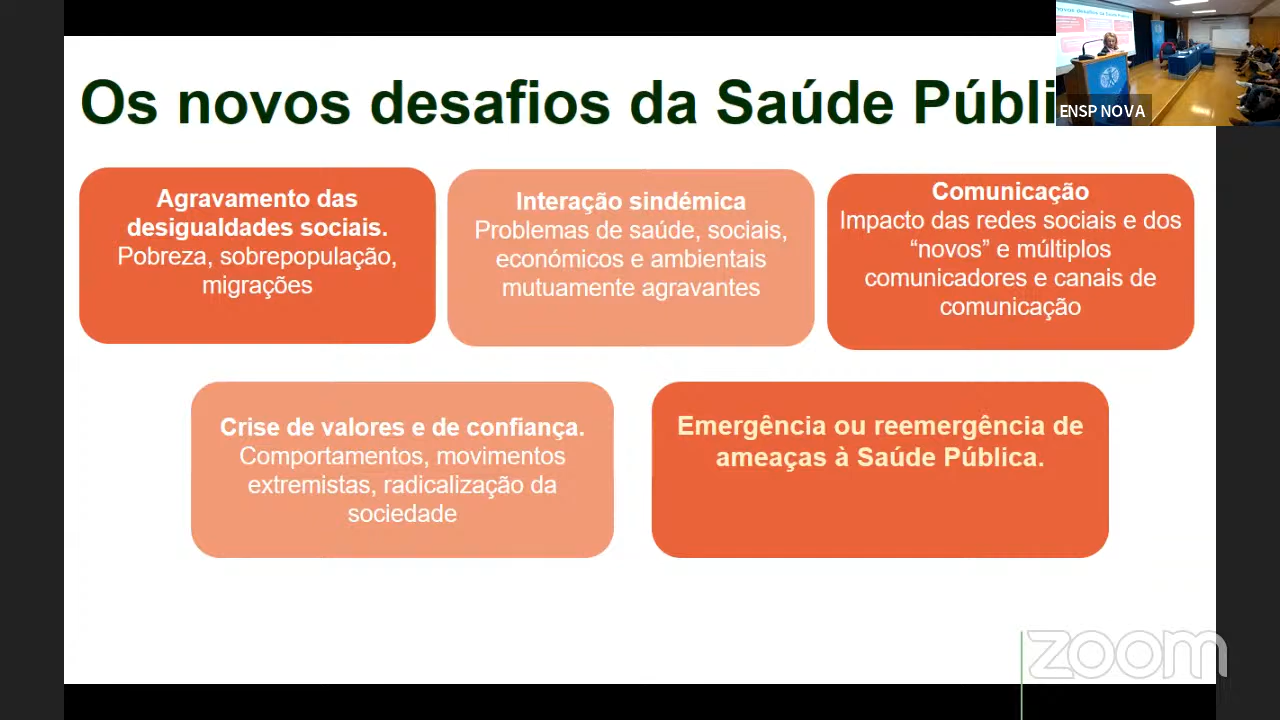 Os novos desafios da Saúde Públi
ENSP NOVA
Agravamento das
desigualdades sociais.
Pobreza, sobrepopulação,
migrações
Interação sindémica
Problemas de saúde, sociais,
económicos e ambientais
mutuamente agravantes
Comunicação
Impacto das redes sociais e dos
“novos” e múltiplos
comunicadores e canais de
comunicação
Crise de valores e de confiança.
Comportamentos, movimentos
extremistas, radicalização da
sociedade
Emergência ou reemergência de
ameaças à Saúde Pública.
zoom